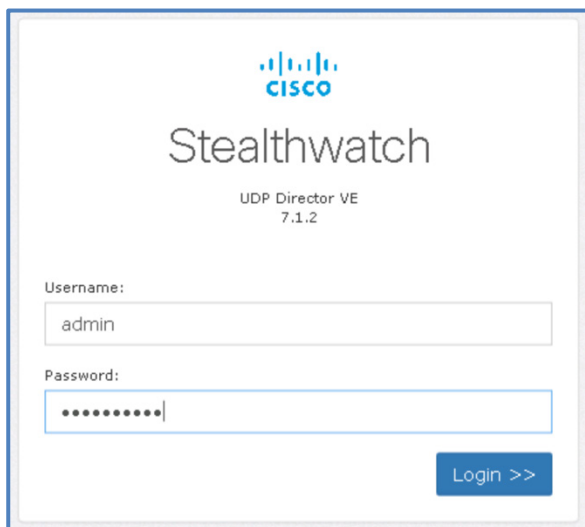 CISCO
Stealthwatch
UDP Director VE
7.1.2
Username:
admin
Password:
••••••••••
Login >>